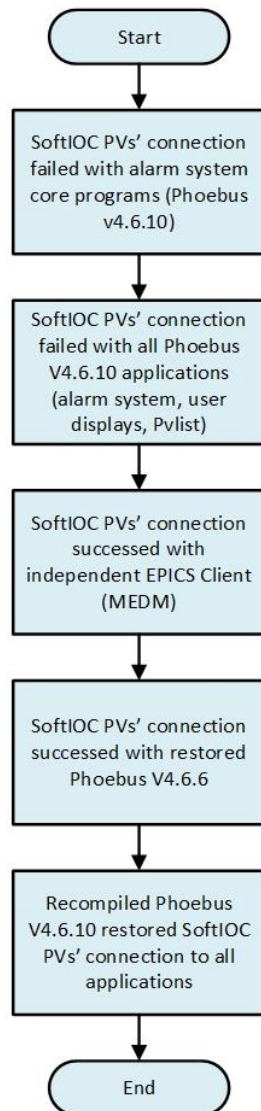 Start
SoftIOC PVs' connection
failed with alarm system
core programs (Phoebus
v4.6.10)
SoftIOC PVs' connection
failed with all Phoebus
V4.6.10 applications
(alarm system, user
displays, Pvlist)
SoftIOC PVs' connection
successed with
independent EPICS Client
(MEDM)
SoftIOC PVs' connection
successed with restored
Phoebus V4.6.6
Recompiled Phoebus
V4.6.10 restored SoftIOC
PVs' connection to all
applications
End